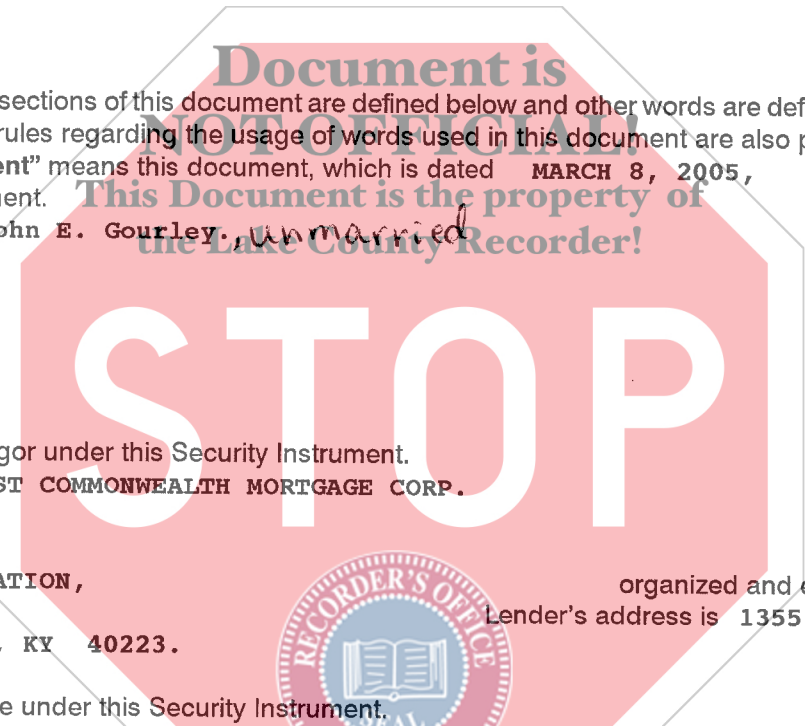 Document is
sections of this document are defined below and other words are def
rules regarding the usage of words used in this document are also p
NOT OFFICIAL!
ent” means this document, which is dated MARCH 8, 2005,
ent.
This Document is the property of
ohn E. Gourley., unmarried
the Lake County Recorder!
STOP
gor under this Security Instrument.
ST COMMONWEALTH MORTGAGE CORP.
ATION,
organized and e
Lender's address is 1355
, KY 40223.
RECORDER'S OFFICE
e under this Security Instrument.
SEAL